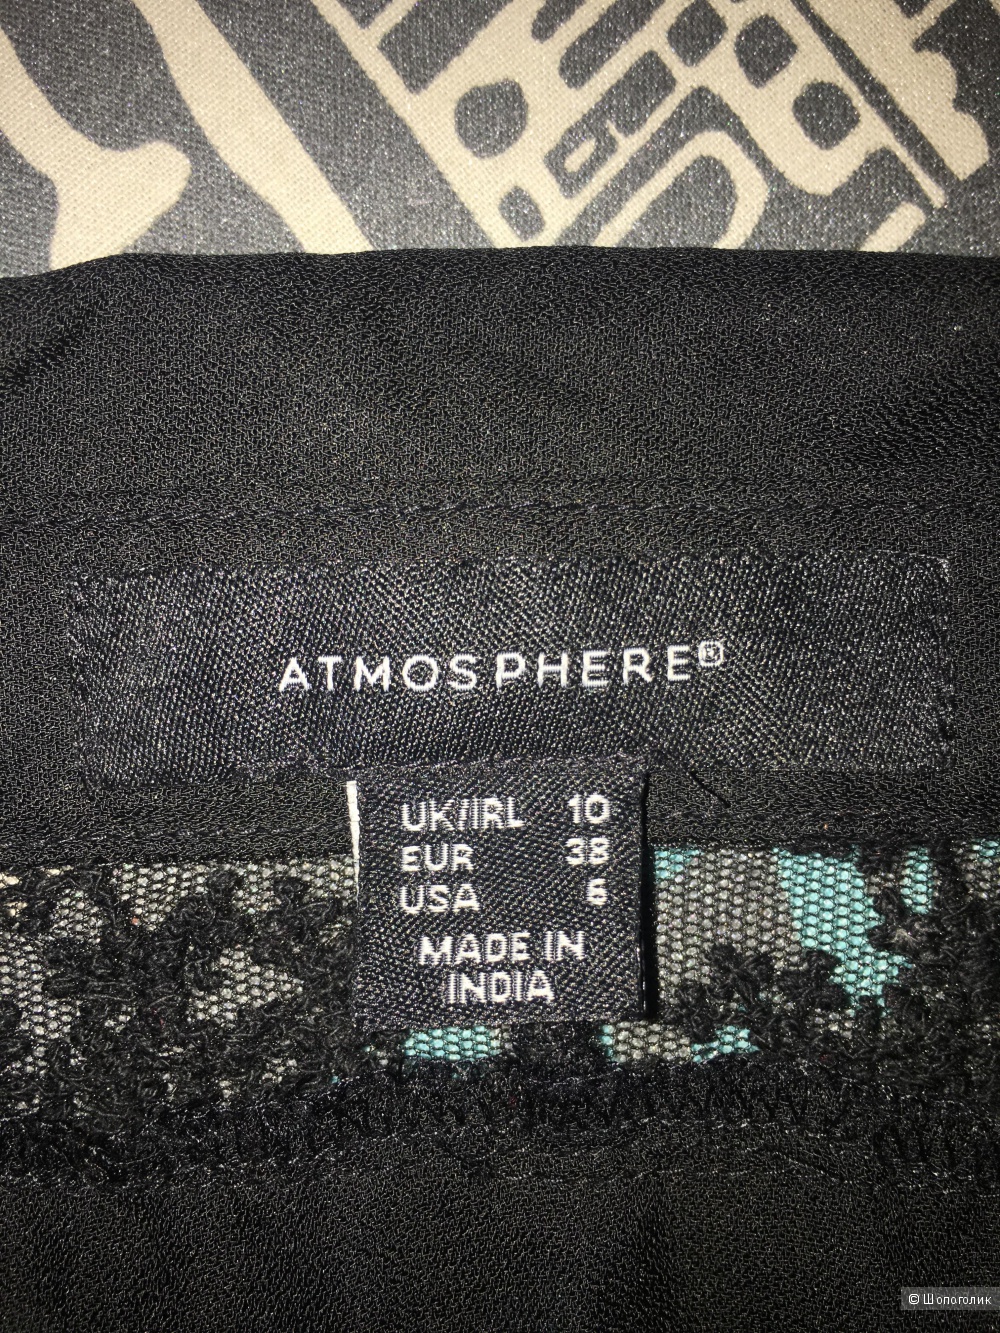 ATMOSPHERE®
UK/IRL 10
EUR 38
USA 6
MADE IN
INDIA
© Шопоголик